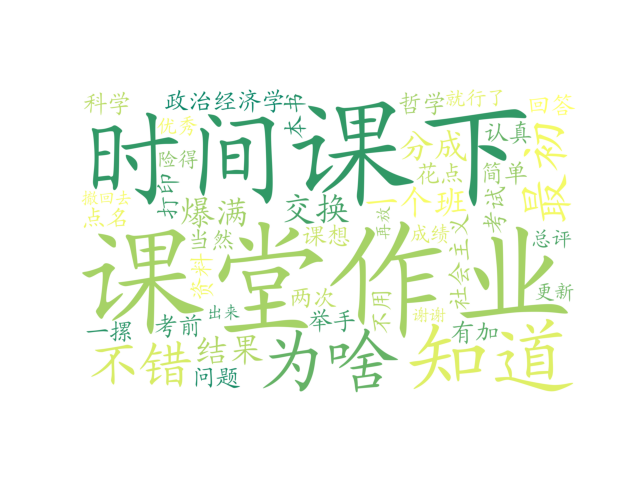 科学
政治经济学
本书
哲学
就行了
回答
优秀
时间
课下
认真
最初
险得
分成
打印
花点
简单
撤回去
点名
爆满
交换
一个班
考试
当然
课想
再放
成绩
社会主义
总评
课堂作业
资料
两次
不用
更新
一摞
考前
出来
举手
谢谢
有加
不错
结果
为啥
知道
问题